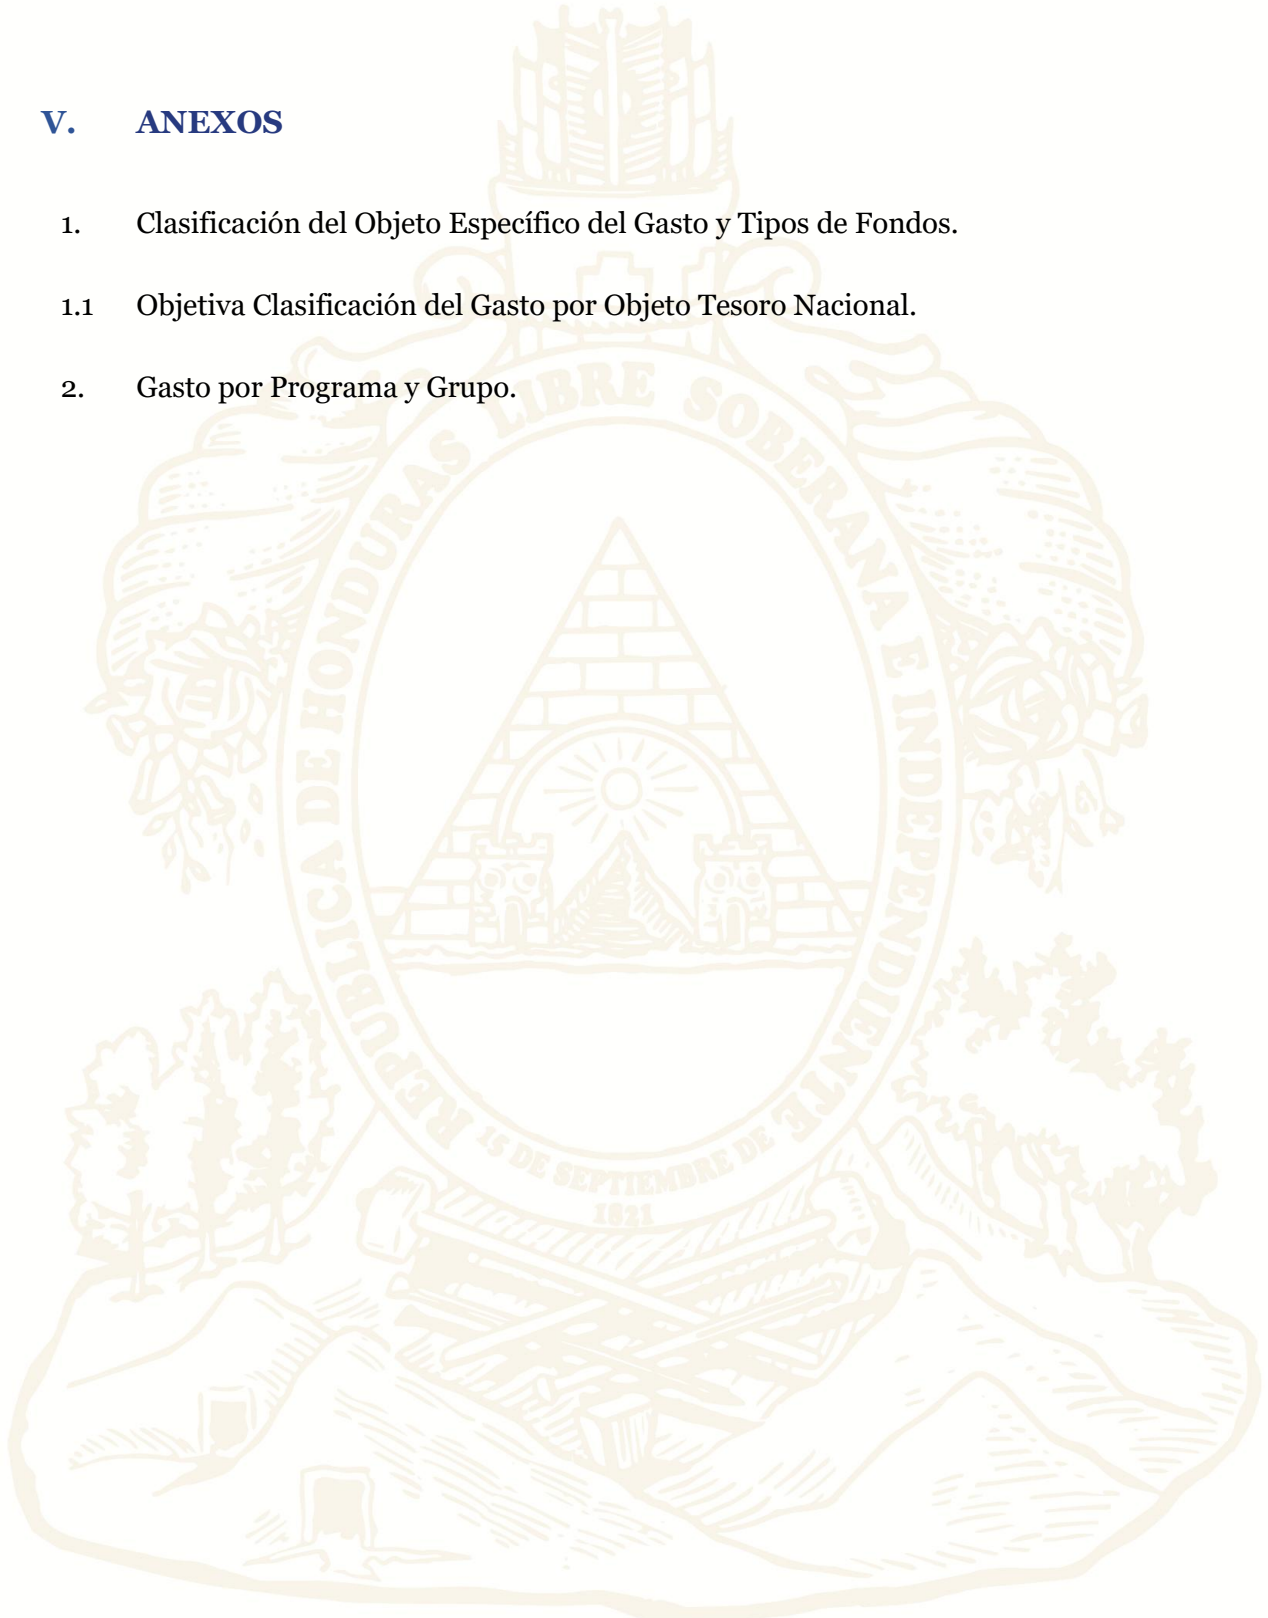 V. ANEXOS
1. Clasificación del Objeto Específico del Gasto y Tipos de Fondos.
1.1 Objetiva Clasificación del Gasto por Objeto Tesoro Nacional.
2. Gasto por Programa y Grupo.
REPUBLICA DE HONDURAS LIBRE SOBERANA E INDEPENDIENTE
15 DE SEPTIEMBRE DE
1821